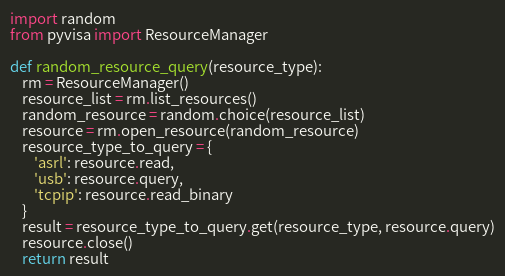 import random
from pyvisa import ResourceManager

def random_resource_query(resource_type):
    rm = ResourceManager()
    resource_list = rm.list_resources()
    random_resource = random.choice(resource_list)
    resource = rm.open_resource(random_resource)
    resource_type_to_query = {
        'asrl': resource.read,
        'usb': resource.query,
        'tcpip': resource.read_binary
    }
    result = resource_type_to_query.get(resource_type, resource.query)
    resource.close()
    return result